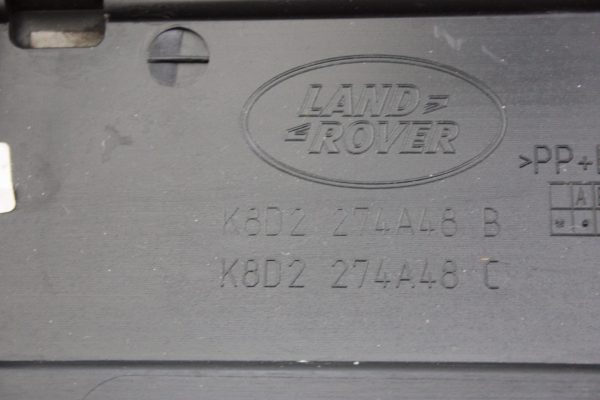 LAND
ROVER
>PP+
K8D2 274A48 B
K8D2 274A48 C
A